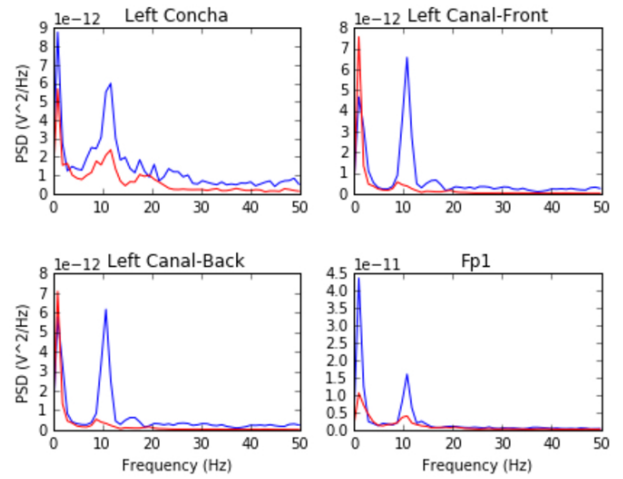 Left Concha
1e−12
PSD (V^2/Hz)
9
8
7
6
5
4
3
2
1
0
0 10 20 30 40 50
Left Canal-Front
1e−12
8
7
6
5
4
3
2
1
0
0 10 20 30 40 50
Left Canal-Back
1e−12
PSD (V^2/Hz)
8
7
6
5
4
3
2
1
0
0 10 20 30 40 50
Frequency (Hz)
Fp1
1e−11
4.5
4.0
3.5
3.0
2.5
2.0
1.5
1.0
0.5
0.0
0 10 20 30 40 50
Frequency (Hz)